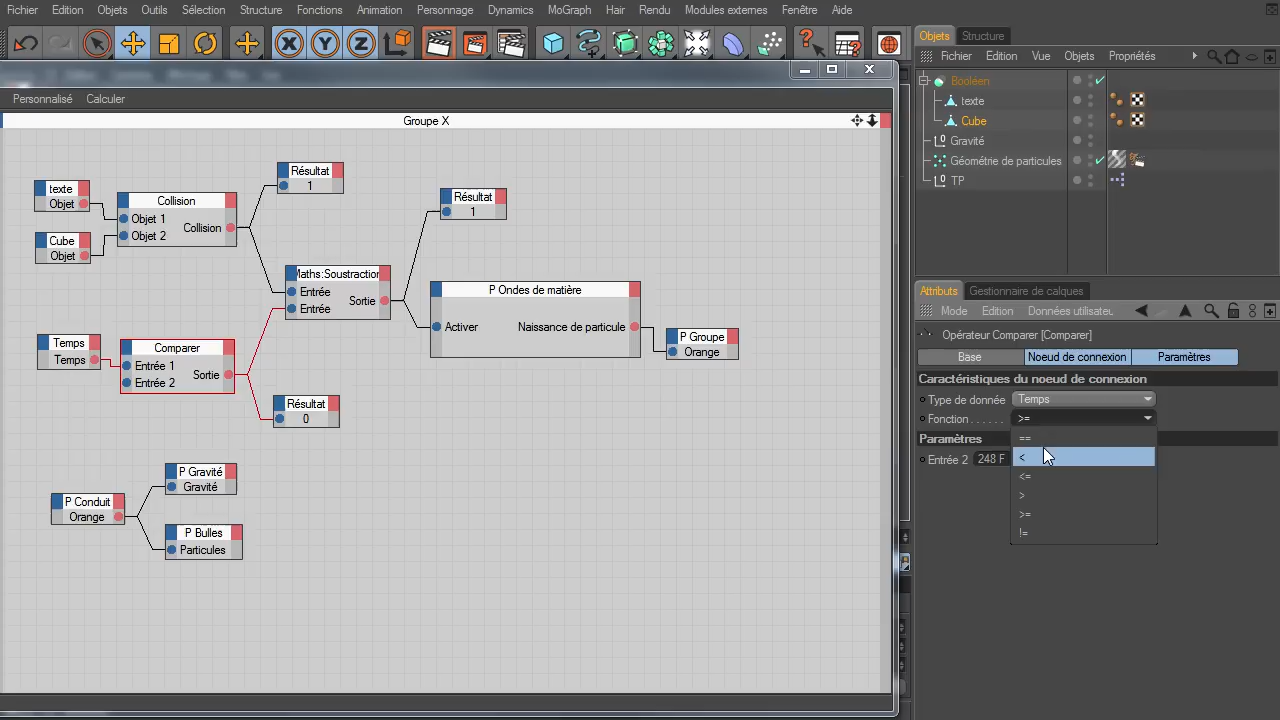 Fichier Edition Objets Outils Sélection Structure Fonctions Animation Personnage Dynamics MoGraph Hair Rendu Modules externes Fenêtre Aide
X Y Z
Personnalisé Calculer
Groupe X
texte
Objet
Cube
Objet
Collision
Objet 1
Objet 2
Collision
Résultat
1
Résultat
1
Maths:Soustraction
Entrée
Entrée
Sortie
P Ondes de matière
Activer
Naissance de particule
P Groupe
Orange
Temps
Temps
Comparer
Entrée 1
Entrée 2
Sortie
Résultat
0
P Gravité
Gravité
P Conduit
Orange
P Bulles
Particules
Objets Structure
Fichier Edition Vue Objets Propriétés
Booléen
texte
Cube
Gravité
Géométrie de particules
TP
Attributs Gestionnaire de calques
Mode Edition Données utilisateu
Opérateur Comparer [Comparer]
Base Noeud de connexion Paramètres
Caractéristiques du noeud de connexion
Type de donnée Temps
Fonction . . . . . . >=
Paramètres
Entrée 2 248 F
==
<
<=
>
>=
!=